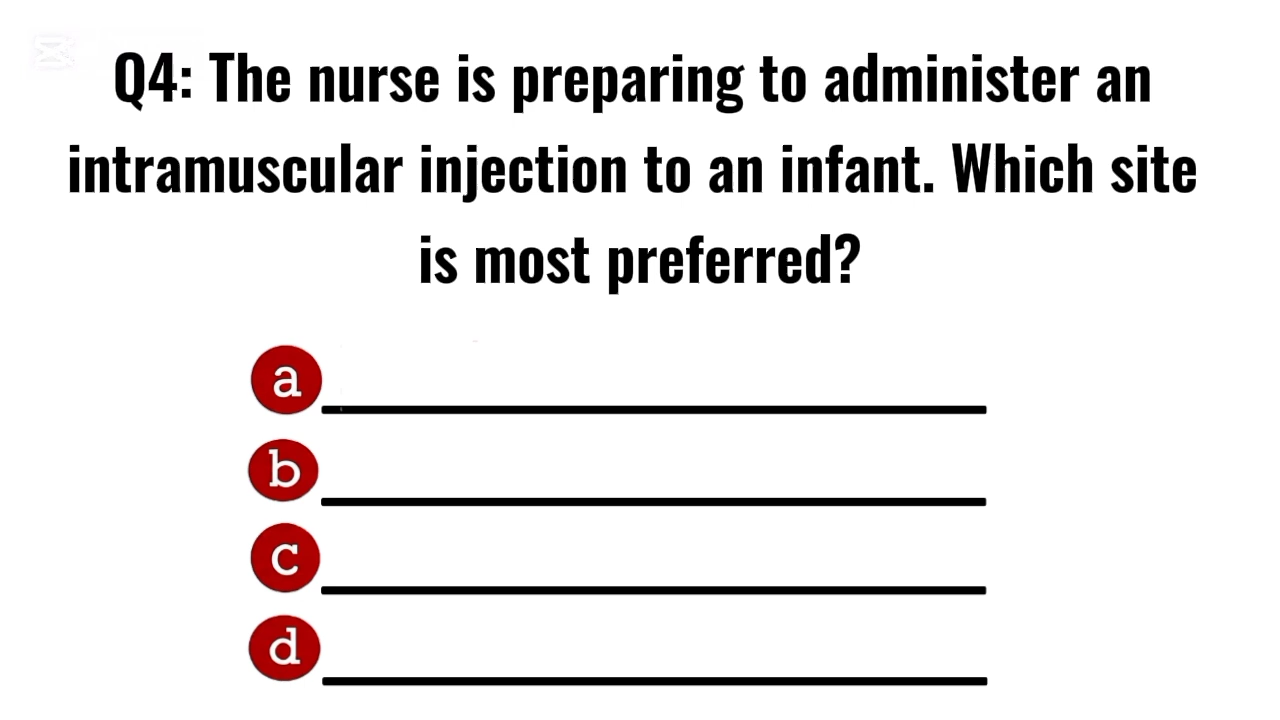 Q4: The nurse is preparing to administer an
intramuscular injection to an infant. Which site
is most preferred?
a
b
c
d